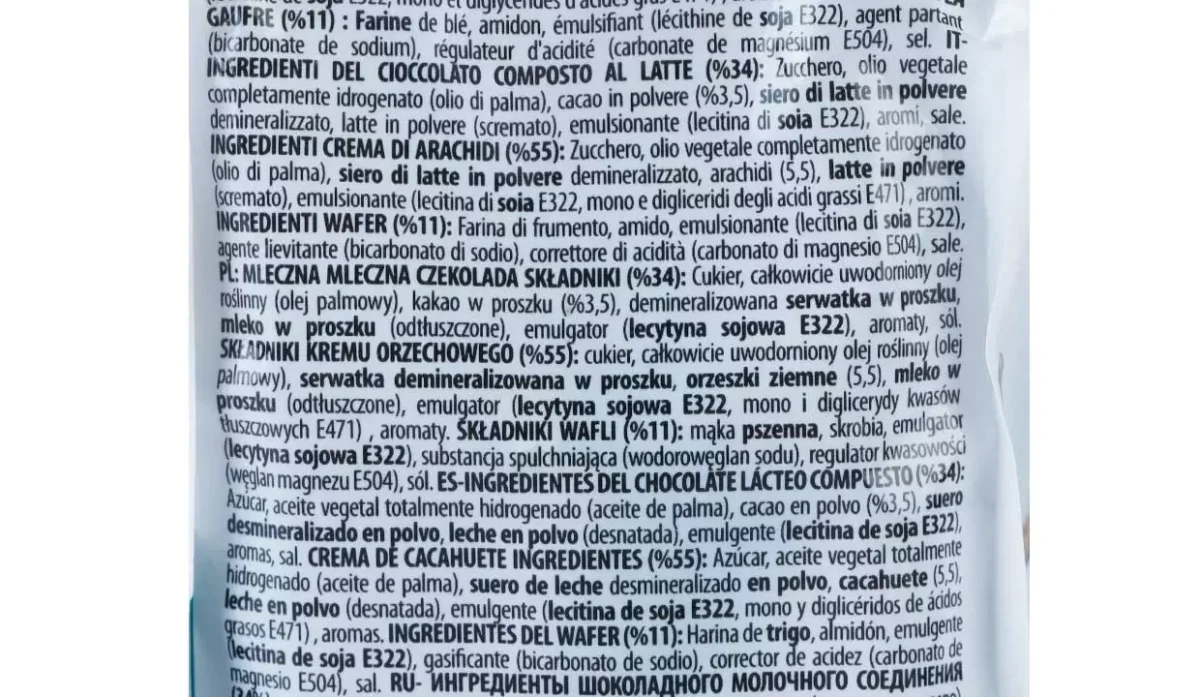 GAUFRE (%11) : Farine de blé, amidon, émulsifiant (lécithine de soja E322), agent partant
(bicarbonate de sodium), régulateur d'acidité (carbonate de magnésium E504), sel. IT-
INGREDIENTI DEL CIOCCOLATO COMPOSTO AL LATTE (%34): Zucchero, olio vegetale
completamente idrogenato (olio di palma), cacao in polvere (%3,5), siero di latte in polvere
demineralizzato, latte in polvere (scremato), emulsionante (lecitina di soia E322), aromi, sale.
INGREDIENTI CREMA DI ARACHIDI (%55): Zucchero, olio vegetale completamente idrogenato
(olio di palma), siero di latte in polvere demineralizzato, arachidi (5,5), latte in polvere
(scremato), emulsionante (lecitina di soia E322, mono e digliceridi degli acidi grassi E471) , aromi.
INGREDIENTI WAFER (%11): Farina di frumento, amido, emulsionante (lecitina di soia E322),
agente lievitante (bicarbonato di sodio), correttore di acidità (carbonato di magnesio E504), sale.
PL: MLECZNA MLECZNA CZEKOLADA SKŁADNIKI (%34): Cukier, całkowicie uwodorniony olej
roślinny (olej palmowy), kakao w proszku (%3,5), demineralizowana serwatka w proszku,
mleko w proszku (odtłuszczone), emulgator (lecytyna sojowa E322), aromaty, sól.
SKŁADNIKI KREMU ORZECHOWEGO (%55): cukier, całkowicie uwodorniony olej roślinny (olej
palmowy), serwatka demineralizowana w proszku, orzeszki ziemne (5,5), mleko w
proszku (odtłuszczone), emulgator (lecytyna sojowa E322, mono i diglicerydy kwasów
tłuszczowych E471) , aromaty. SKŁADNIKI WAFLI (%11): mąka pszenna, skrobia, emulgator
(lecytyna sojowa E322), substancja spulchniająca (wodorowęglan sodu), regulator kwasowości
(węglan magnezu E504), sól. ES-INGREDIENTES DEL CHOCOLATE LÁCTEO COMPUESTO (%34):
Azúcar, aceite vegetal totalmente hidrogenado (aceite de palma), cacao en polvo (%3,5), suero
desmineralizado en polvo, leche en polvo (desnatada), emulgente (lecitina de soja E322),
aromas, sal. CREMA DE CACAHUETE INGREDIENTES (%55): Azúcar, aceite vegetal totalmente
hidrogenado (aceite de palma), suero de leche desmineralizado en polvo, cacahuete (5,5),
leche en polvo (desnatada), emulgente (lecitina de soja E322, mono y diglicéridos de ácidos
grasos E471) , aromas. INGREDIENTES DEL WAFER (%11): Harina de trigo, almidón, emulgente
(lecitina de soja E322), gasificante (bicarbonato de sodio), corrector de acidez (carbonato de
magnesio E504), sal. RU- ИНГРЕДИЕНТЫ ШОКОЛАДНОГО МОЛОЧНОГО СОЕДИНЕНИЯ